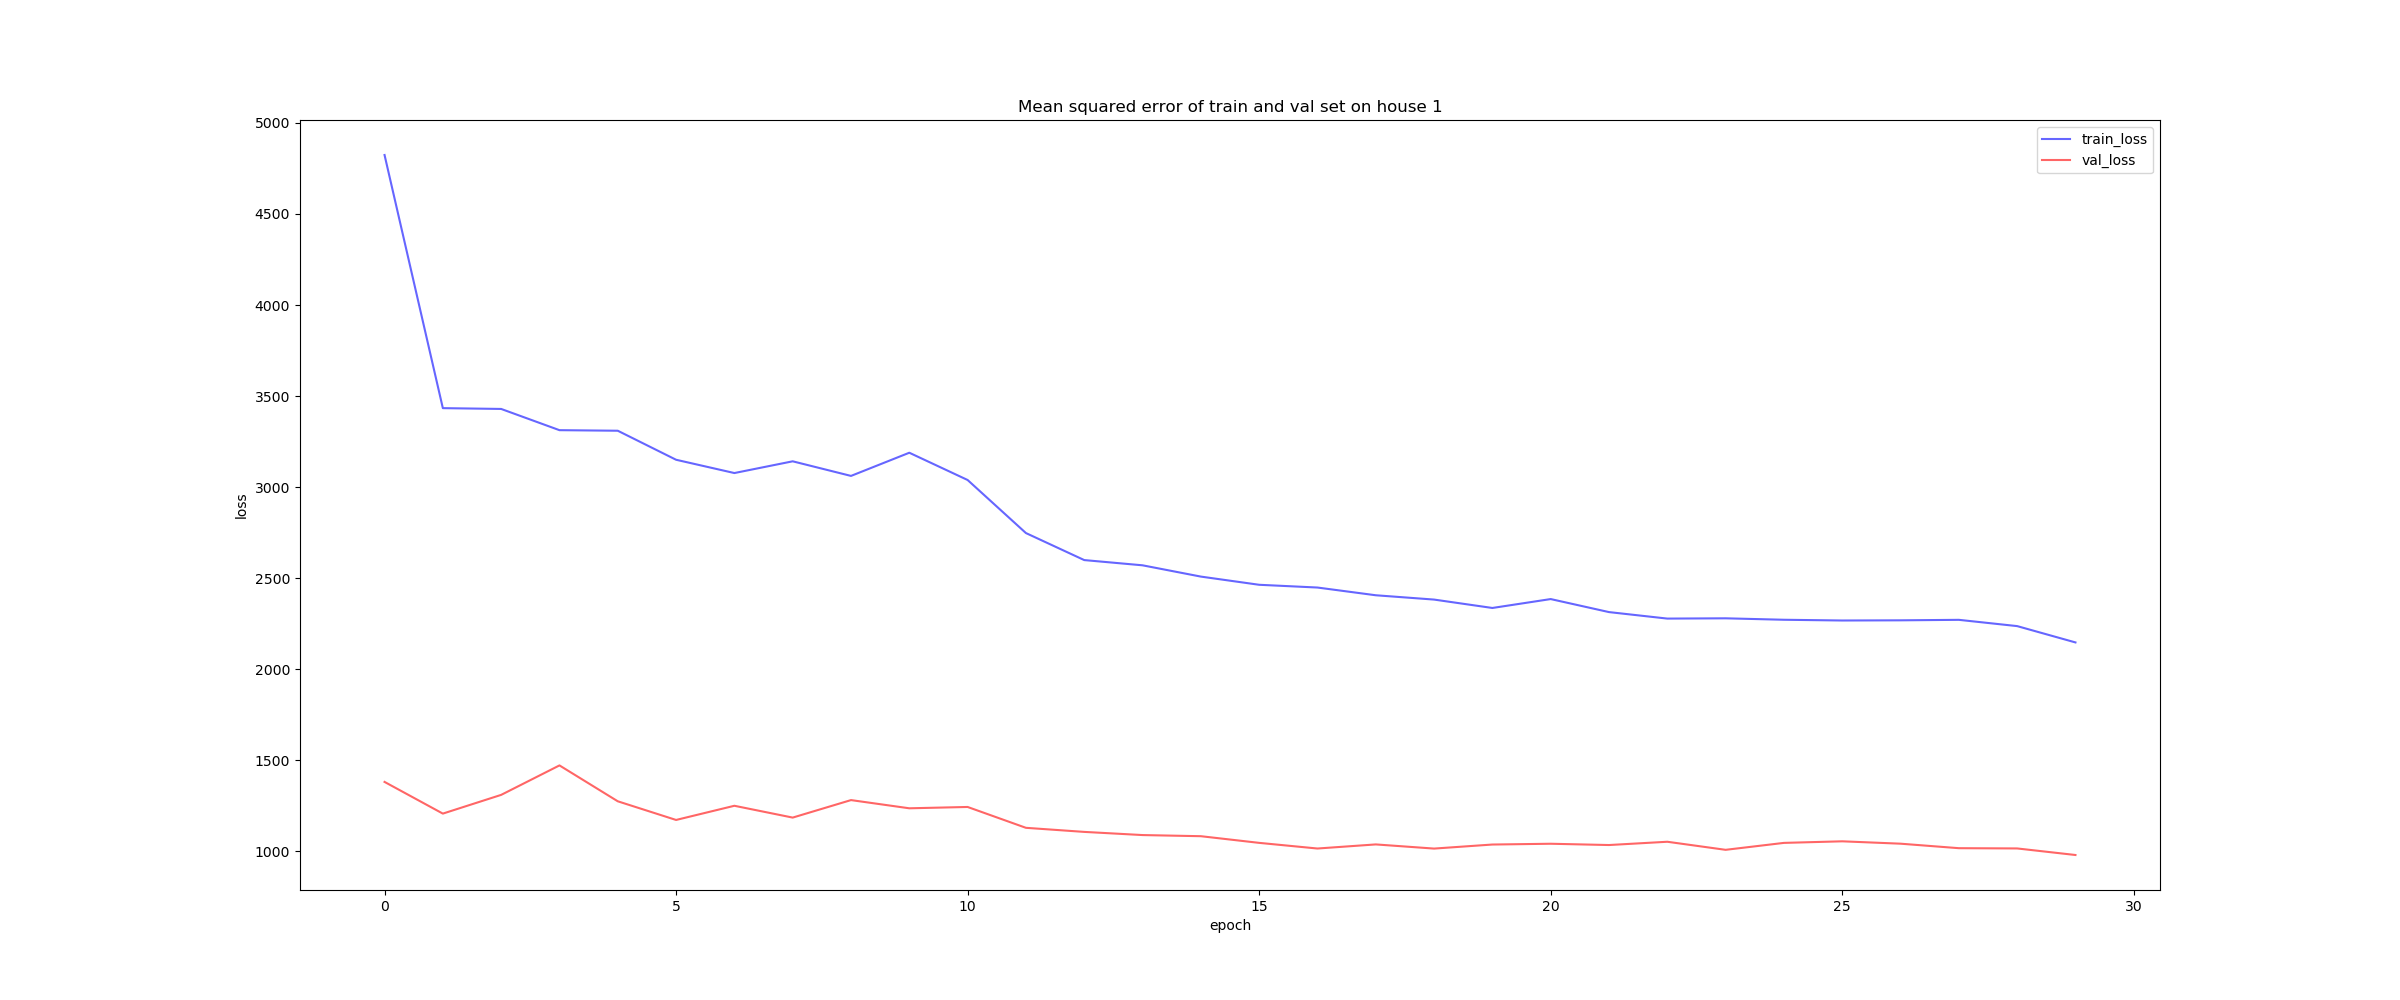 Mean squared error of train and val set on house 1
train_loss
val_loss
5000
4500
4000
3500
3000
2500
2000
1500
1000
loss
0 5 10 15 20 25 30
epoch